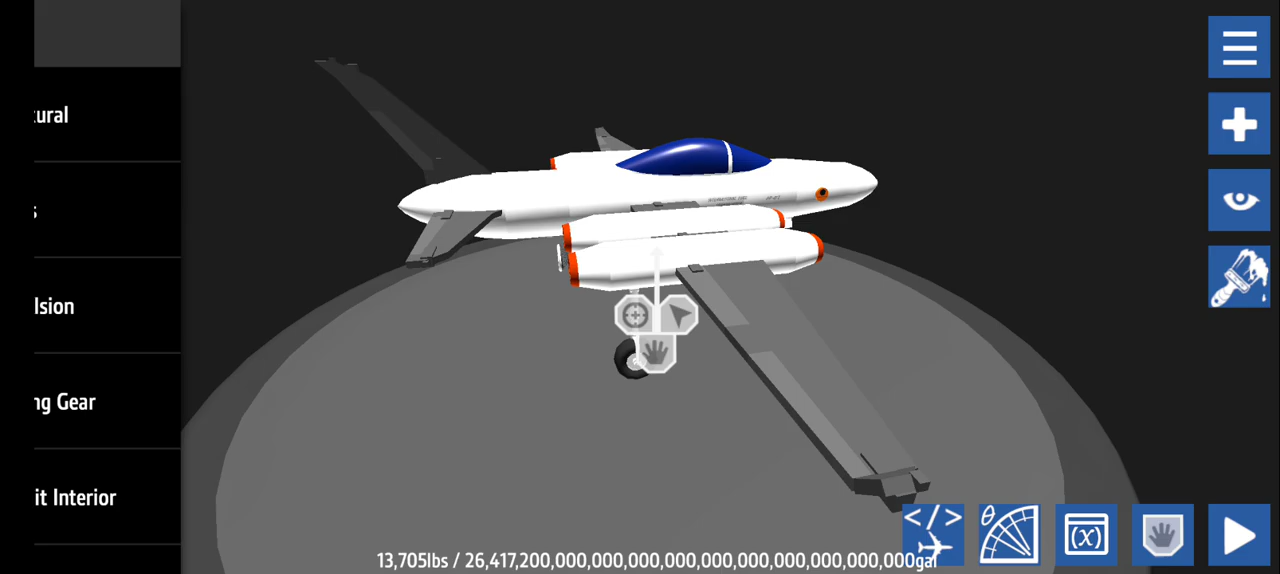 tural
s
lsion
ng Gear
it Interior
</>
θ
(x)
13,705lbs / 26,417,200,000,000,000,000,000,000,000,000,000,000gal